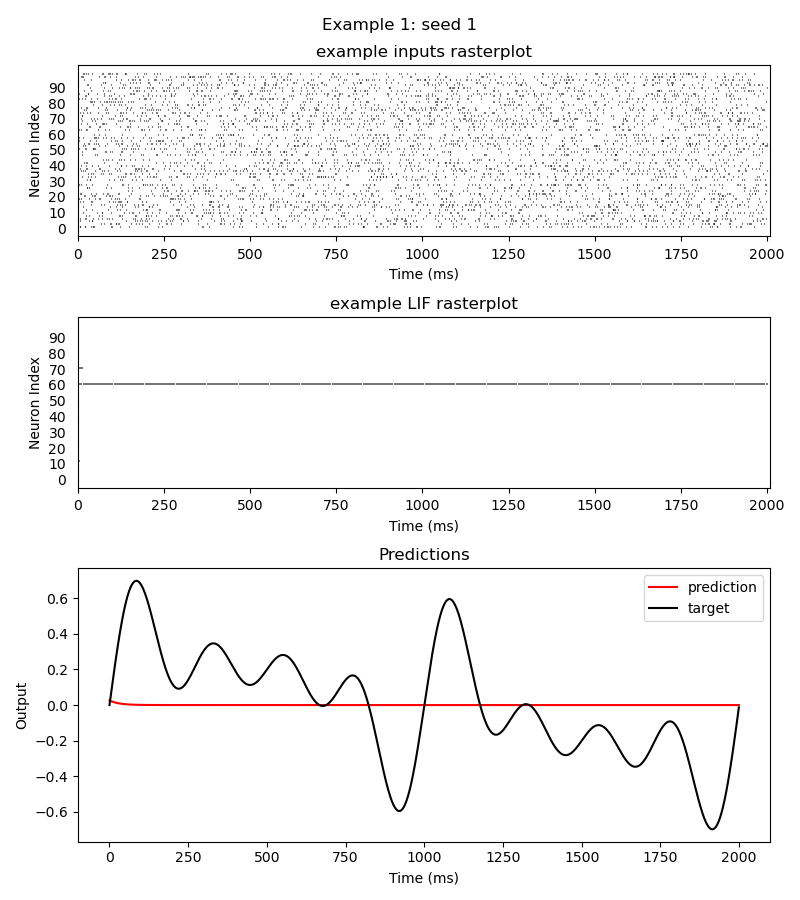 Example 1: seed 1
example inputs rasterplot
Neuron Index
90
80
70
60
50
40
30
20
10
0
0 250 500 750 1000 1250 1500 1750 2000
Time (ms)
example LIF rasterplot
Neuron Index
90
80
70
60
50
40
30
20
10
0
0 250 500 750 1000 1250 1500 1750 2000
Time (ms)
Predictions
Output
0.6
0.4
0.2
0.0
−0.2
−0.4
−0.6
prediction
target
0 250 500 750 1000 1250 1500 1750 2000
Time (ms)